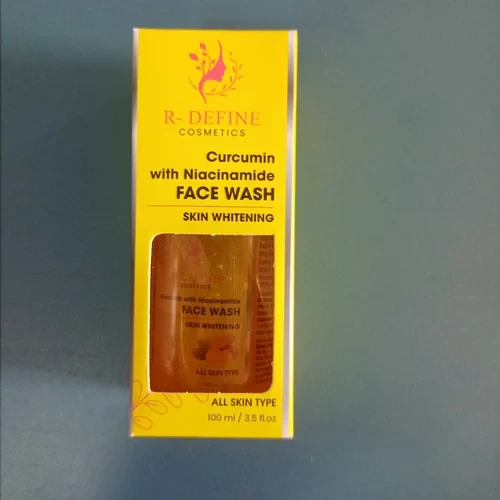 R- DEFINE
COSMETICS
Curcumin
with Niacinamide
FACE WASH
SKIN WHITENING
COSMETICS
with Niacinamide
FACE WASH
SKIN WHITENING
ALL SKIN TYPE
ALL SKIN TYPE
100 ml / 3.5 fl.oz